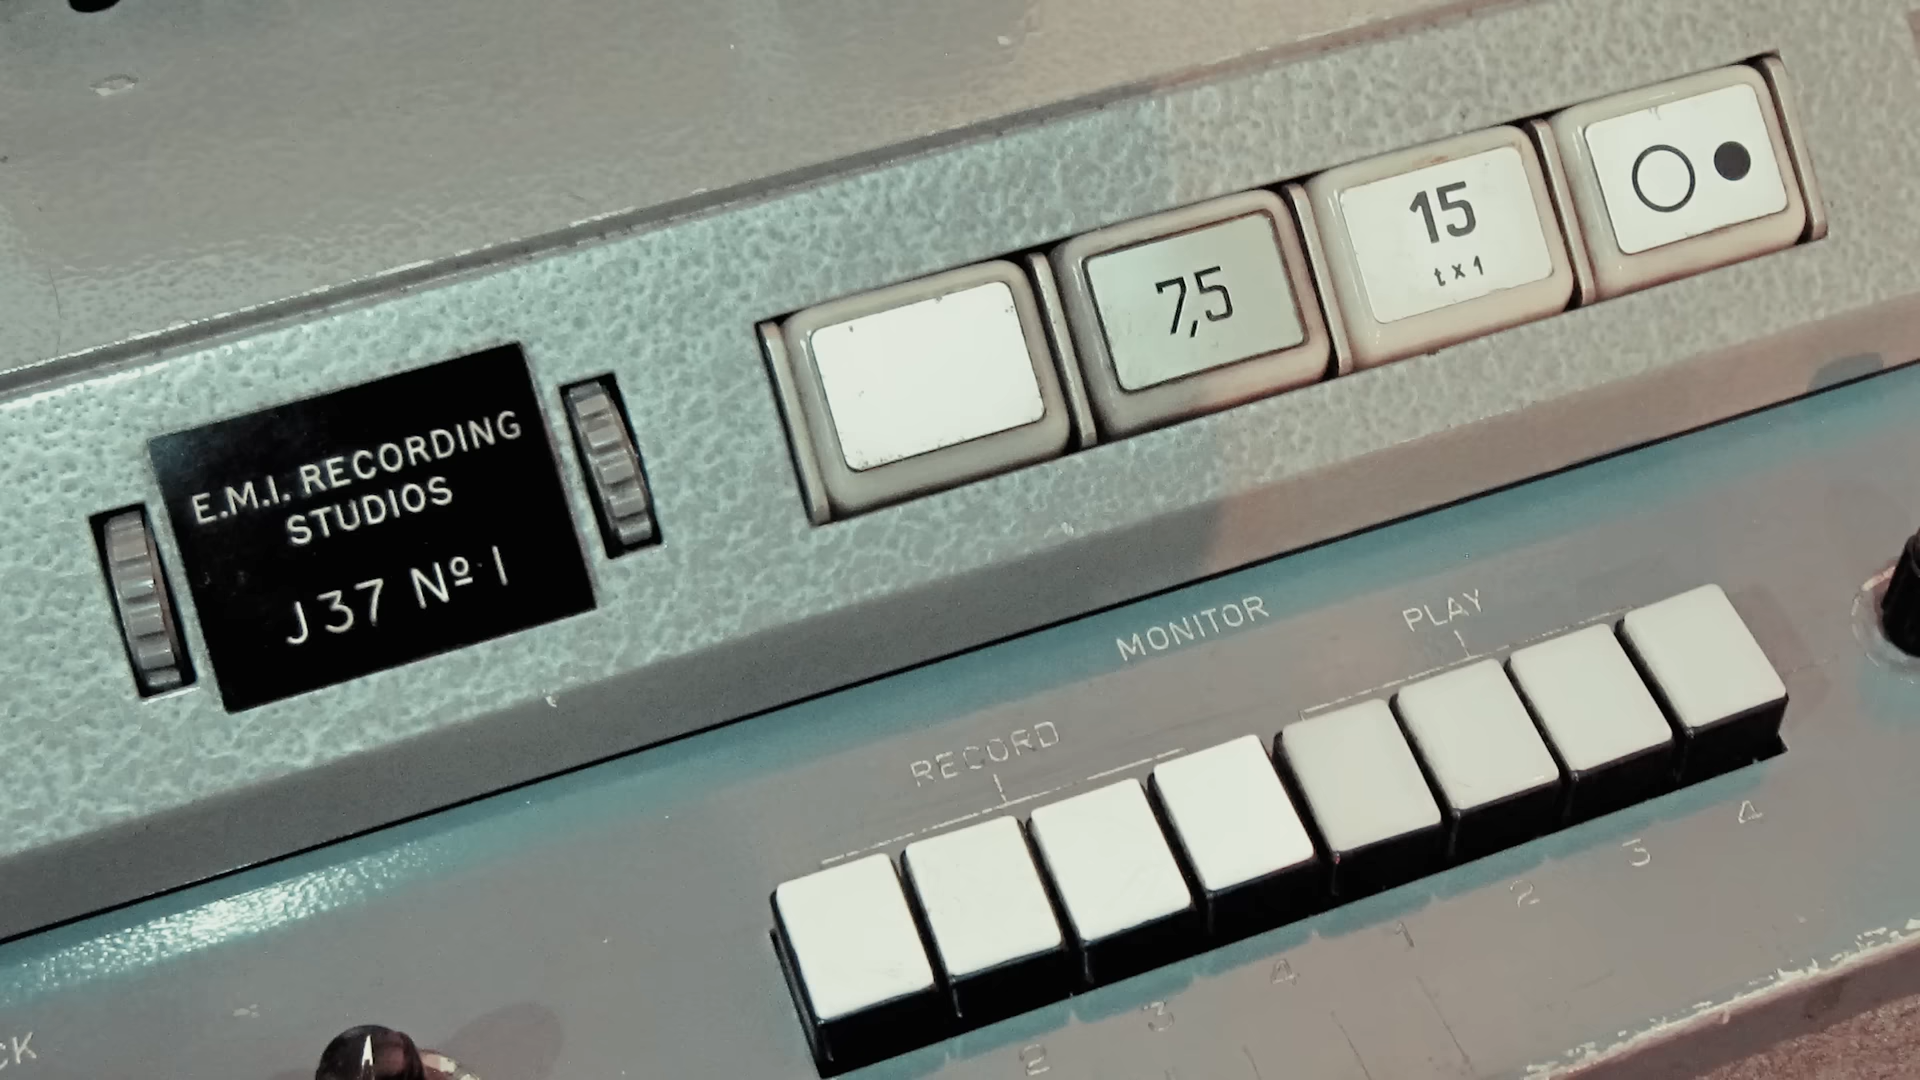 E.M.I. RECORDING
STUDIOS
J37 Nº 1
7,5
15
t x 1
MONITOR
RECORD
PLAY
2
3
4
1
2
3
4